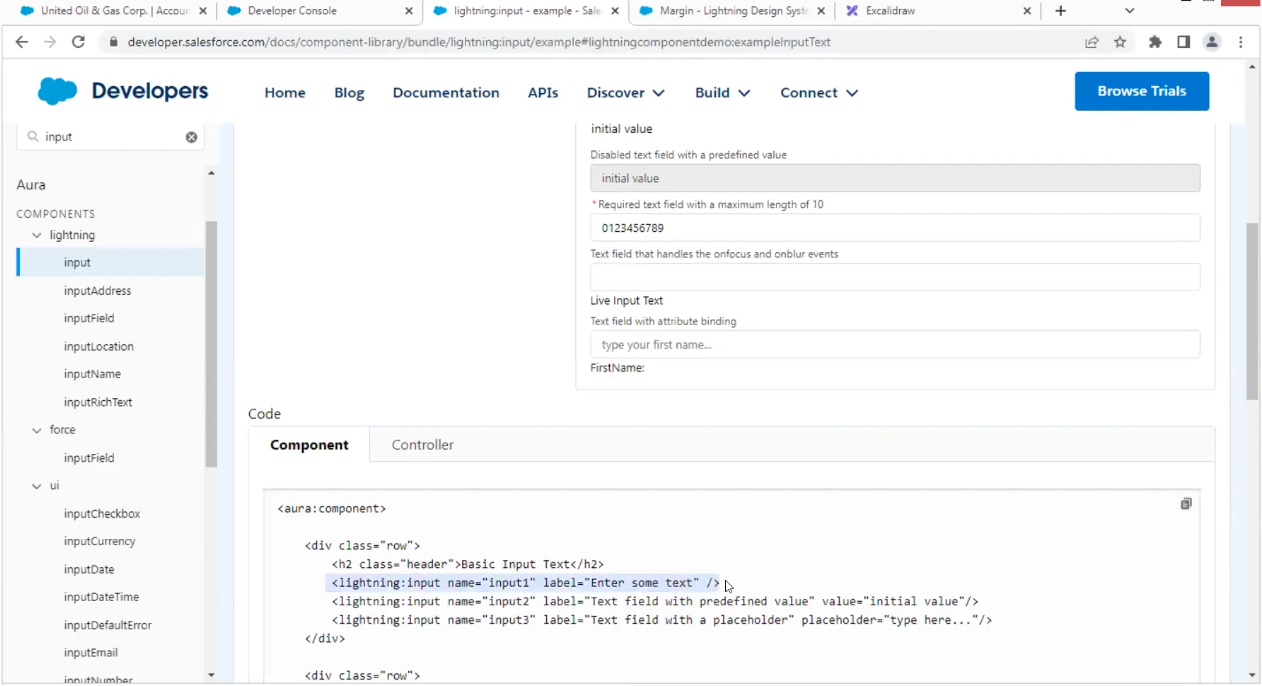 United Oil & Gas Corp. | Accoun
Developer Console
lightning:input - example - Sale
Margin - Lightning Design Syste
Excalidraw
developer.salesforce.com/docs/component-library/bundle/lightning:input/example#lightningcomponentdemo:exampleInputText
Developers
Home
Blog
Documentation
APIs
Discover
Build
Connect
Browse Trials
input
Aura
COMPONENTS
lightning
input
inputAddress
inputField
inputLocation
inputName
inputRichText
force
inputField
ui
inputCheckbox
inputCurrency
inputDate
inputDateTime
inputDefaultError
inputEmail
inputNumber
initial value
Disabled text field with a predefined value
initial value
*Required text field with a maximum length of 10
0123456789
Text field that handles the onfocus and onblur events
Live Input Text
Text field with attribute binding
type your first name...
FirstName:
Code
Component
Controller
<aura:component>
<div class="row">
<h2 class="header">Basic Input Text</h2>
<lightning:input name="input1" label="Enter some text" />
<lightning:input name="input2" label="Text field with predefined value" value="initial value"/>
<lightning:input name="input3" label="Text field with a placeholder" placeholder="type here..."/>
</div>
<div class="row">